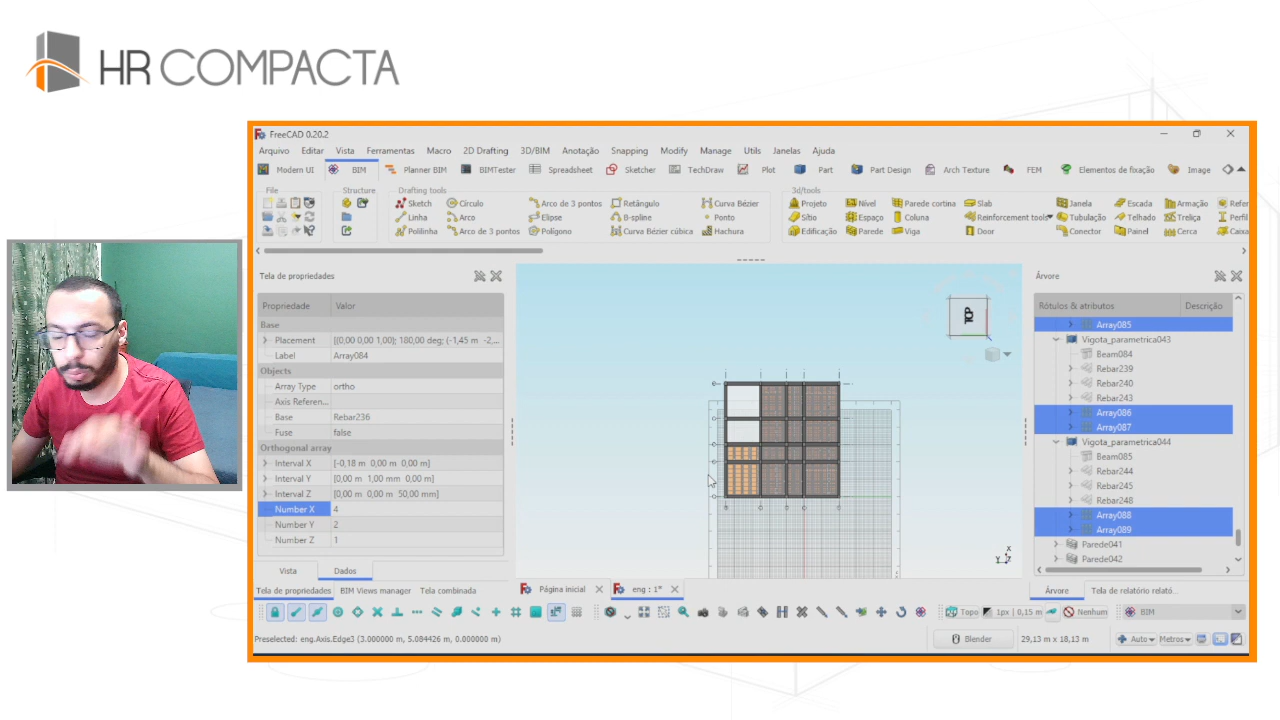 HR COMPACTA
FreeCAD 0.20.2
Arquivo Editar Vista Ferramentas Macro 2D Drafting 3D/BIM Anotação Snapping Modify Manage Utils Janelas Ajuda
Modern UI BIM Planner BIM BIMTester Spreadsheet Sketcher TechDraw Plot Part Part Design Arch Texture FEM Elementos de fixação Image
File Structure Drafting tools 3d/tools
Sketch Círculo Arco de 3 pontos Retângulo Curva Bézier Projeto Nível Parede cortina Slab Janela Escada Armação Refer
Linha Arco Elipse B-spline Ponto Sítio Espaço Coluna Reinforcement tools Tubulação Telhado Treliça Perfil
Polilinha Arco de 3 pontos Polígono Curva Bézier cúbica Hachura Edificação Parede Viga Door Conector Painel Cerca Caixa
Tela de propriedades
Árvore
Propriedade Valor
Rótulos & atributos Descrição
Base
Placement [(0,00 0,00 1,00); 180,00 deg; (-1,45 m -2,...
Label Array084
Objects
Array Type ortho
Axis Referen...
Base Rebar236
Fuse false
Orthogonal array
Interval X [-0,18 m 0,00 m 0,00 m]
Interval Y [0,00 m 1,00 mm 0,00 m]
Interval Z [0,00 m 0,00 m 50,00 mm]
Number X 4
Number Y 2
Number Z 1
Vista Dados
Tela de propriedades BIM Views manager Tela combinada
TOP
X
Y Z
Página inicial eng : 1*
Array085
Vigota_parametrica043
Beam084
Rebar239
Rebar240
Rebar243
Array086
Array087
Vigota_parametrica044
Beam085
Rebar244
Rebar245
Rebar248
Array088
Array089
Parede041
Parede042
Árvore Tela de relatório relató...
Topo 1px | 0,15 m Nenhum BIM
Preselected: eng.Axis.Edge3 (3.000000 m, 5.084426 m, 0.000000 m)
Blender 29,13 m x 18,13 m Auto Metros